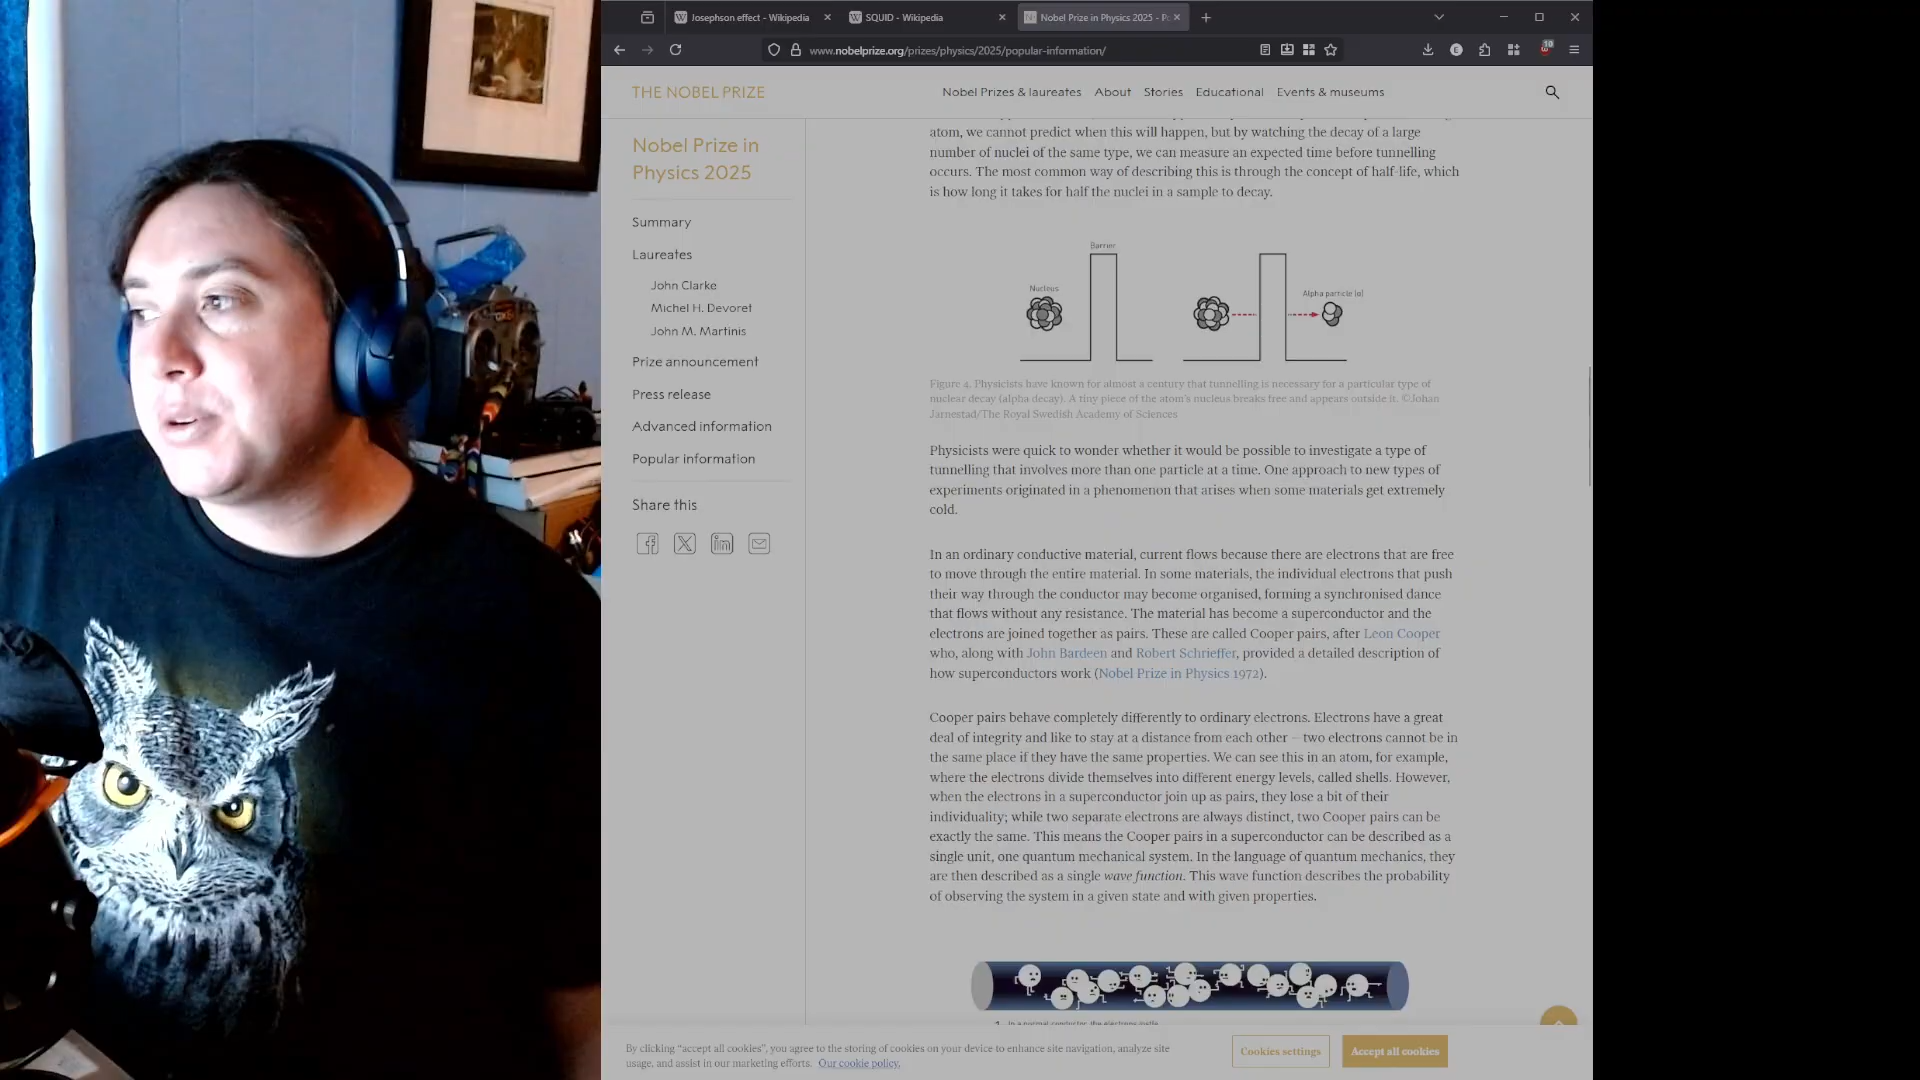 Josephson effect - Wikipedia
SQUID - Wikipedia
Nobel Prize in Physics 2025 - Po
www.nobelprize.org/prizes/physics/2025/popular-information/
10
THE NOBEL PRIZE
Nobel Prizes & laureates
About
Stories
Educational
Events & museums
Nobel Prize in
Physics 2025
Summary
Laureates
John Clarke
Michel H. Devoret
John M. Martinis
Prize announcement
Press release
Advanced information
Popular information
Share this
atom, we cannot predict when this will happen, but by watching the decay of a large
number of nuclei of the same type, we can measure an expected time before tunnelling
occurs. The most common way of describing this is through the concept of half-life, which
is how long it takes for half the nuclei in a sample to decay.
Barrier
Nucleus
Alpha particle (α)
Figure 4. Physicists have known for almost a century that tunnelling is necessary for a particular type of
nuclear decay (alpha decay). A tiny piece of the atom's nucleus breaks free and appears outside it. ©Johan
Jarnestad/The Royal Swedish Academy of Sciences
Physicists were quick to wonder whether it would be possible to investigate a type of
tunnelling that involves more than one particle at a time. One approach to new types of
experiments originated in a phenomenon that arises when some materials get extremely
cold.
In an ordinary conductive material, current flows because there are electrons that are free
to move through the entire material. In some materials, the individual electrons that push
their way through the conductor may become organised, forming a synchronised dance
that flows without any resistance. The material has become a superconductor and the
electrons are joined together as pairs. These are called Cooper pairs, after Leon Cooper
who, along with John Bardeen and Robert Schrieffer, provided a detailed description of
how superconductors work (Nobel Prize in Physics 1972).
Cooper pairs behave completely differently to ordinary electrons. Electrons have a great
deal of integrity and like to stay at a distance from each other – two electrons cannot be in
the same place if they have the same properties. We can see this in an atom, for example,
where the electrons divide themselves into different energy levels, called shells. However,
when the electrons in a superconductor join up as pairs, they lose a bit of their
individuality; while two separate electrons are always distinct, two Cooper pairs can be
exactly the same. This means the Cooper pairs in a superconductor can be described as a
single unit, one quantum mechanical system. In the language of quantum mechanics, they
are then described as a single wave function. This wave function describes the probability
of observing the system in a given state and with given properties.
By clicking “accept all cookies”, you agree to the storing of cookies on your device to enhance site navigation, analyze site
usage, and assist in our marketing efforts. Our cookie policy.
Cookies settings
Accept all cookies